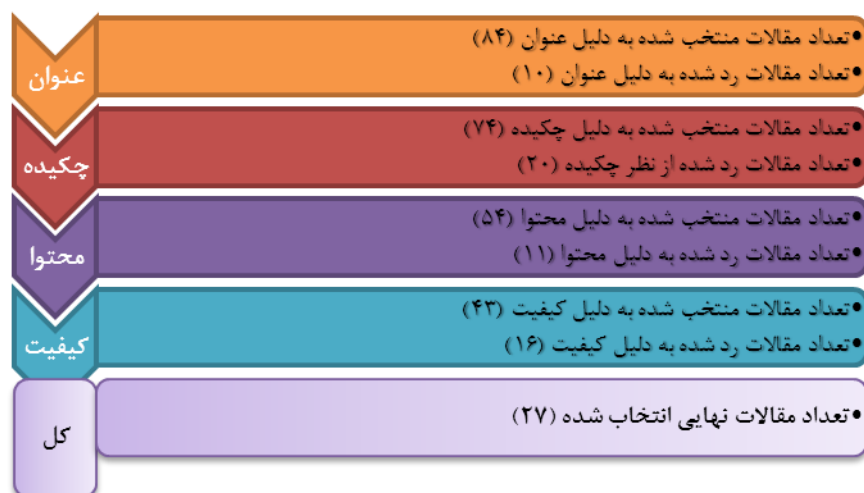 عنوان
•تعداد مقالات منتخب شده به دلیل عنوان (۸۴)
•تعداد مقالات رد شده به دلیل عنوان (۱۰)
چکیده
•تعداد مقالات منتخب شده به دلیل چکیده (۷۴)
•تعداد مقالات رد شده از نظر چکیده (۲۰)
محتوا
•تعداد مقالات منتخب شده به دلیل محتوا (۵۴)
•تعداد مقالات رد شده به دلیل محتوا (۱۱)
کیفیت
•تعداد مقالات منتخب شده به دلیل کیفیت (۴۳)
•تعداد مقالات رد شده به دلیل کیفیت (۱۶)
کل
•تعداد مقالات نهایی انتخاب شده (۲۷)